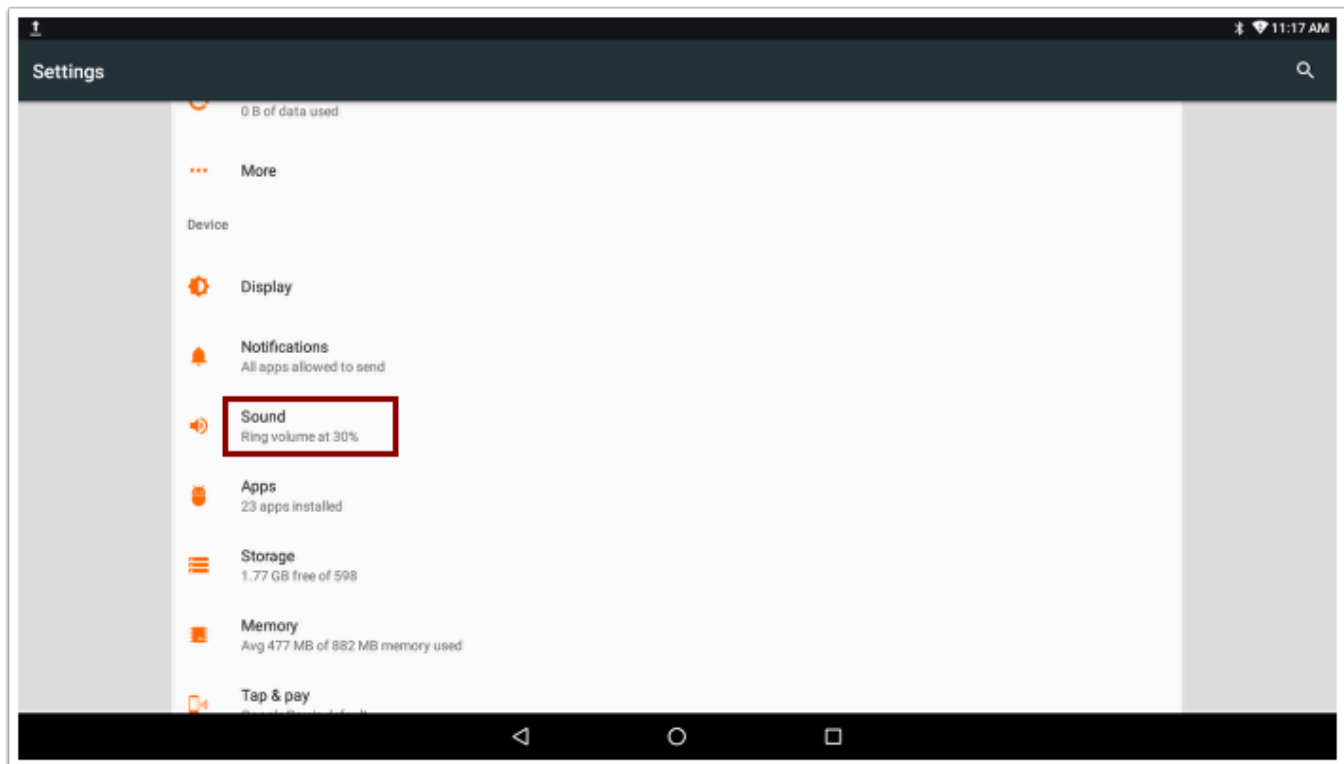 11:17 AM
Settings
0 B of data used
More
Device
Display
Notifications
All apps allowed to send
Sound
Ring volume at 30%
Apps
23 apps installed
Storage
1.77 GB free of 598
Memory
Avg 477 MB of 882 MB memory used
Tap & pay